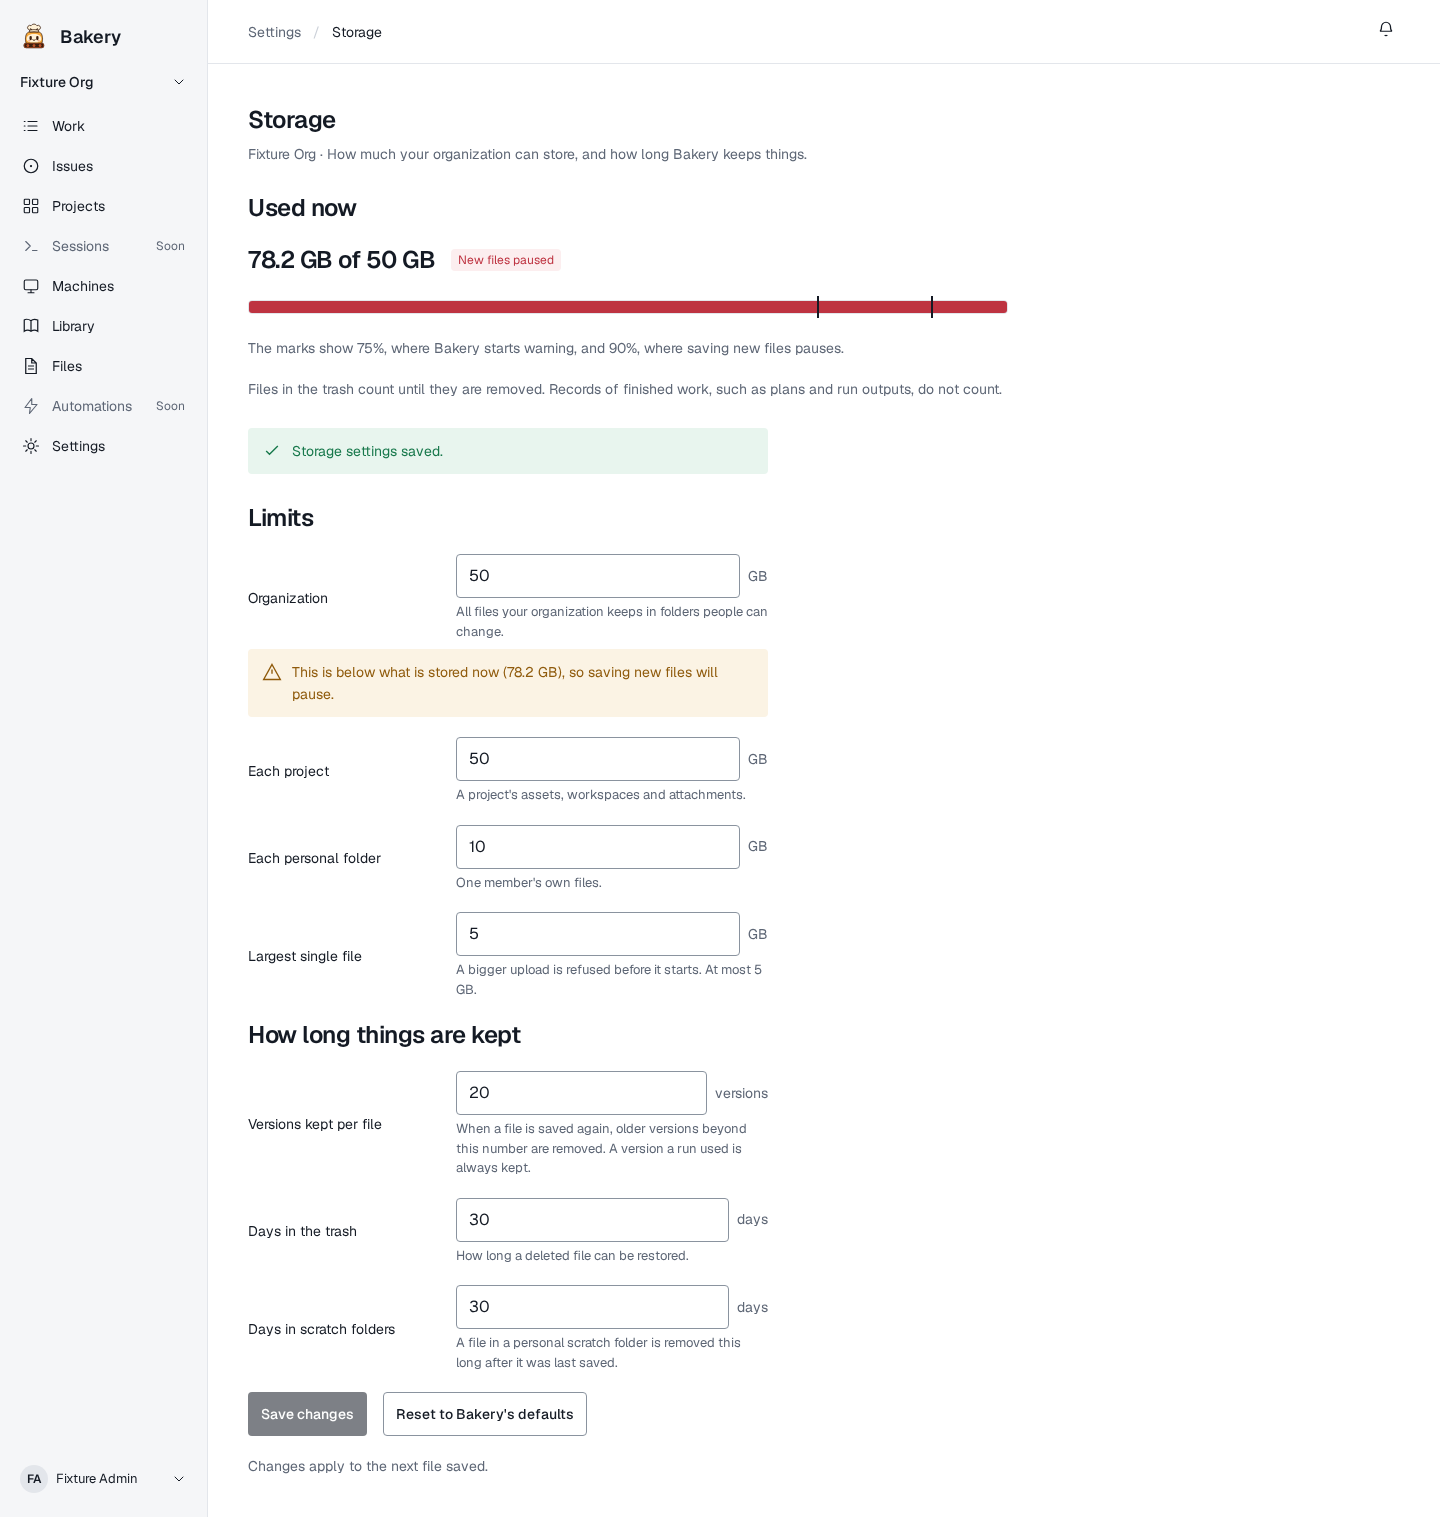 Bakery
Fixture Org
Work
Issues
Projects
Sessions Soon
Machines
Library
Files
Automations Soon
Settings
FA Fixture Admin
Settings / Storage
Storage
Fixture Org · How much your organization can store, and how long Bakery keeps things.
Used now
78.2 GB of 50 GB New files paused
The marks show 75%, where Bakery starts warning, and 90%, where saving new files pauses.
Files in the trash count until they are removed. Records of finished work, such as plans and run outputs, do not count.
Storage settings saved.
Limits
Organization
50 GB
All files your organization keeps in folders people can
change.
This is below what is stored now (78.2 GB), so saving new files will
pause.
Each project
50 GB
A project's assets, workspaces and attachments.
Each personal folder
10 GB
One member's own files.
Largest single file
5 GB
A bigger upload is refused before it starts. At most 5
GB.
How long things are kept
Versions kept per file
20 versions
When a file is saved again, older versions beyond
this number are removed. A version a run used is
always kept.
Days in the trash
30 days
How long a deleted file can be restored.
Days in scratch folders
30 days
A file in a personal scratch folder is removed this
long after it was last saved.
Save changes Reset to Bakery's defaults
Changes apply to the next file saved.